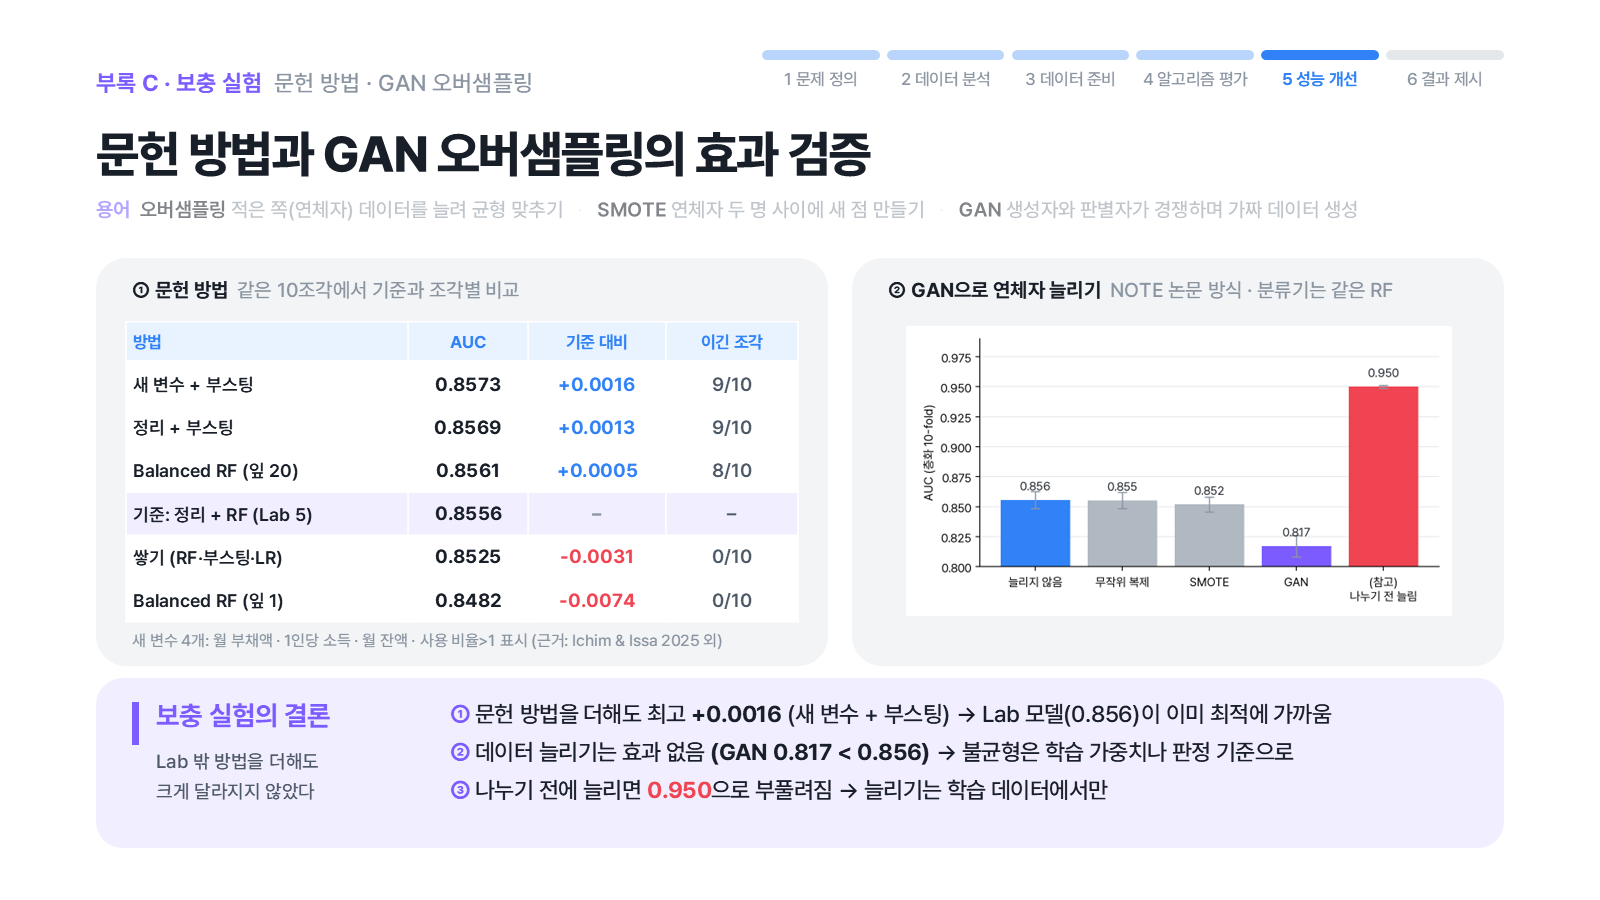 부록 C · 보충 실험 문헌 방법 · GAN 오버샘플링
1 문제 정의
2 데이터 분석
3 데이터 준비
4 알고리즘 평가
5 성능 개선
6 결과 제시
문헌 방법과 GAN 오버샘플링의 효과 검증
용어 오버샘플링 적은 쪽(연체자) 데이터를 늘려 균형 맞추기 · SMOTE 연체자 두 명 사이에 새 점 만들기 · GAN 생성자와 판별자가 경쟁하며 가짜 데이터 생성
① 문헌 방법 같은 10조각에서 기준과 조각별 비교
방법 AUC 기준 대비 이긴 조각
새 변수 + 부스팅 0.8573 +0.0016 9/10
정리 + 부스팅 0.8569 +0.0013 9/10
Balanced RF (잎 20) 0.8561 +0.0005 8/10
기준: 정리 + RF (Lab 5) 0.8556 – –
쌓기 (RF·부스팅·LR) 0.8525 -0.0031 0/10
Balanced RF (잎 1) 0.8482 -0.0074 0/10
새 변수 4개: 월 부채액 · 1인당 소득 · 월 잔액 · 사용 비율>1 표시 (근거: Ichim & Issa 2025 외)
② GAN으로 연체자 늘리기 NOTE 논문 방식 · 분류기는 같은 RF
AUC (층화 10-fold)
0.975
0.950
0.925
0.900
0.875
0.850
0.825
0.800
0.856
0.855
0.852
0.817
0.950
늘리지 않음
무작위 복제
SMOTE
GAN
(참고)
나누기 전 늘림
보충 실험의 결론
Lab 밖 방법을 더해도
크게 달라지지 않았다
① 문헌 방법을 더해도 최고 +0.0016 (새 변수 + 부스팅) → Lab 모델(0.856)이 이미 최적에 가까움
② 데이터 늘리기는 효과 없음 (GAN 0.817 < 0.856) → 불균형은 학습 가중치나 판정 기준으로
③ 나누기 전에 늘리면 0.950으로 부풀려짐 → 늘리기는 학습 데이터에서만